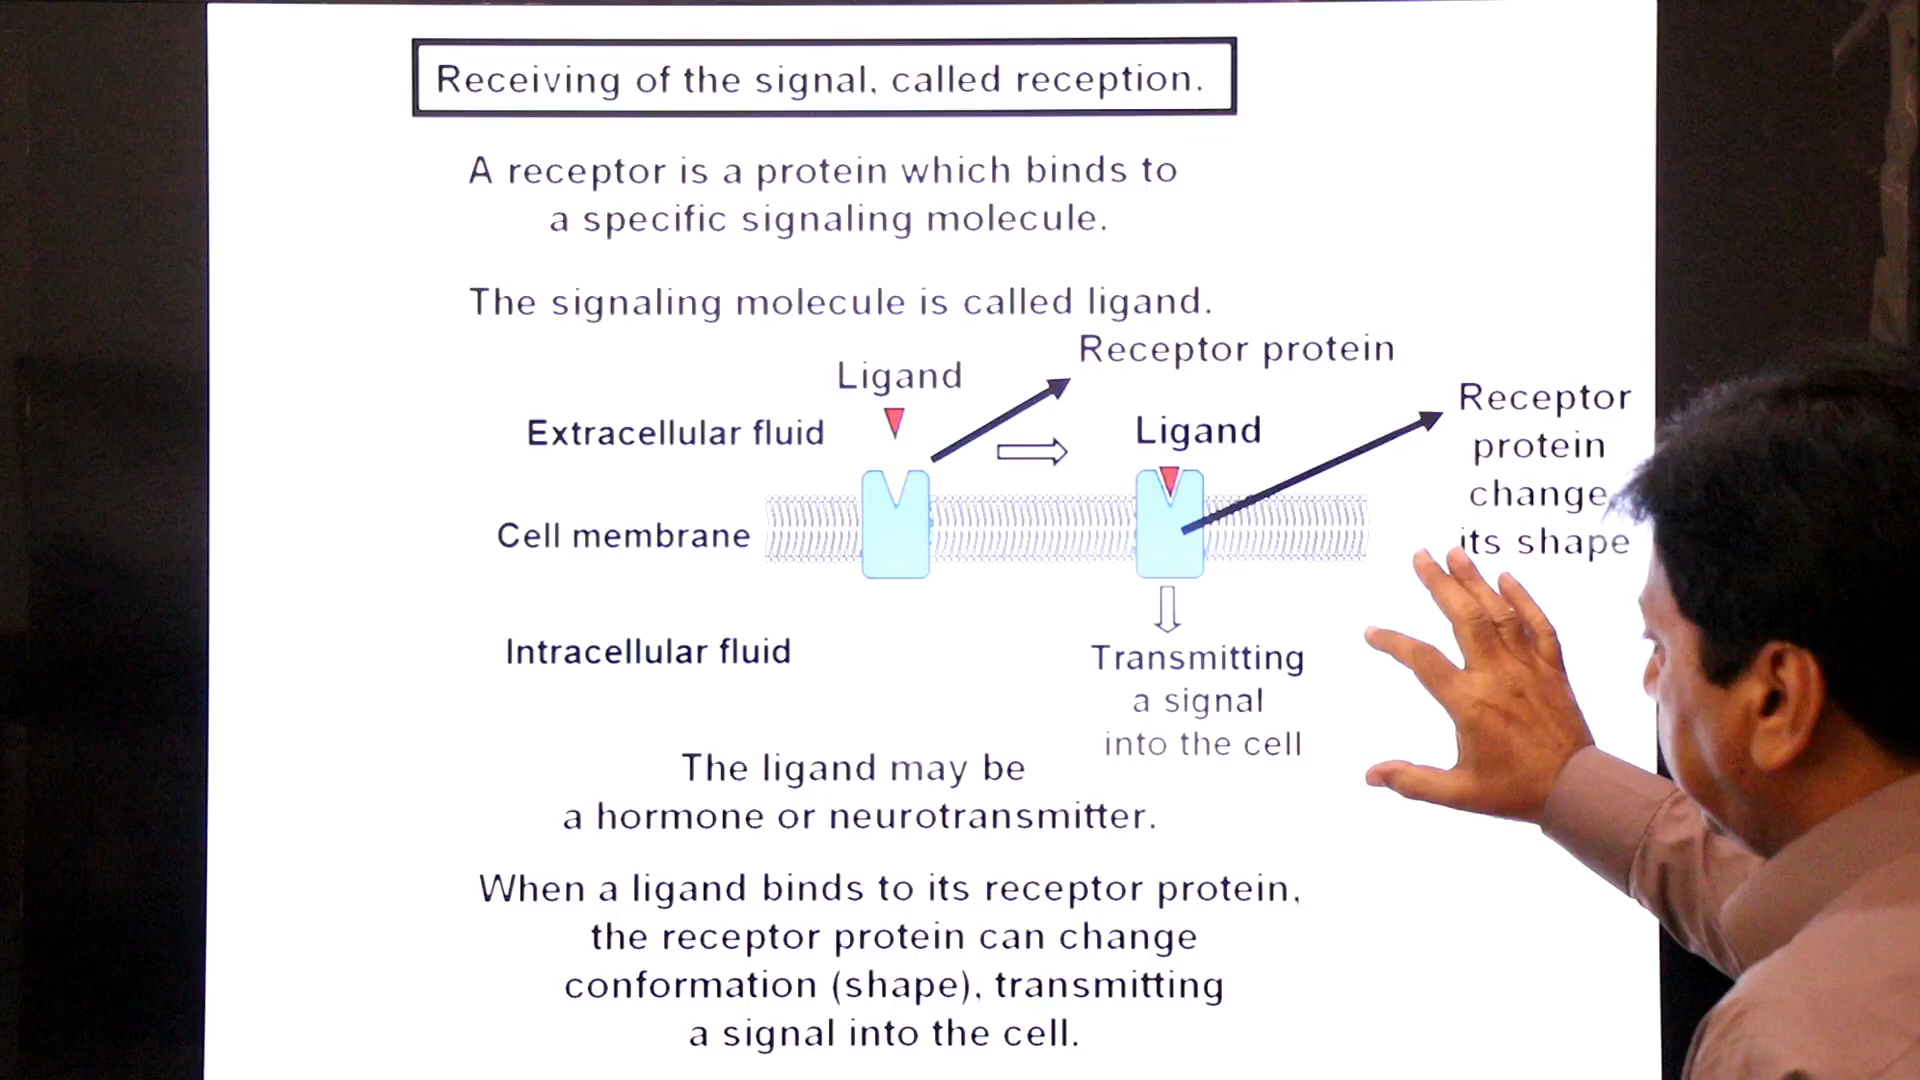 Receiving of the signal, called reception.
A receptor is a protein which binds to
a specific signaling molecule.
The signaling molecule is called ligand.
Receptor protein
Ligand
Extracellular fluid
Ligand
Receptor
protein
change
its shape
Cell membrane
Intracellular fluid
Transmitting
a signal
into the cell
The ligand may be
a hormone or neurotransmitter.
When a ligand binds to its receptor protein,
the receptor protein can change
conformation (shape), transmitting
a signal into the cell.